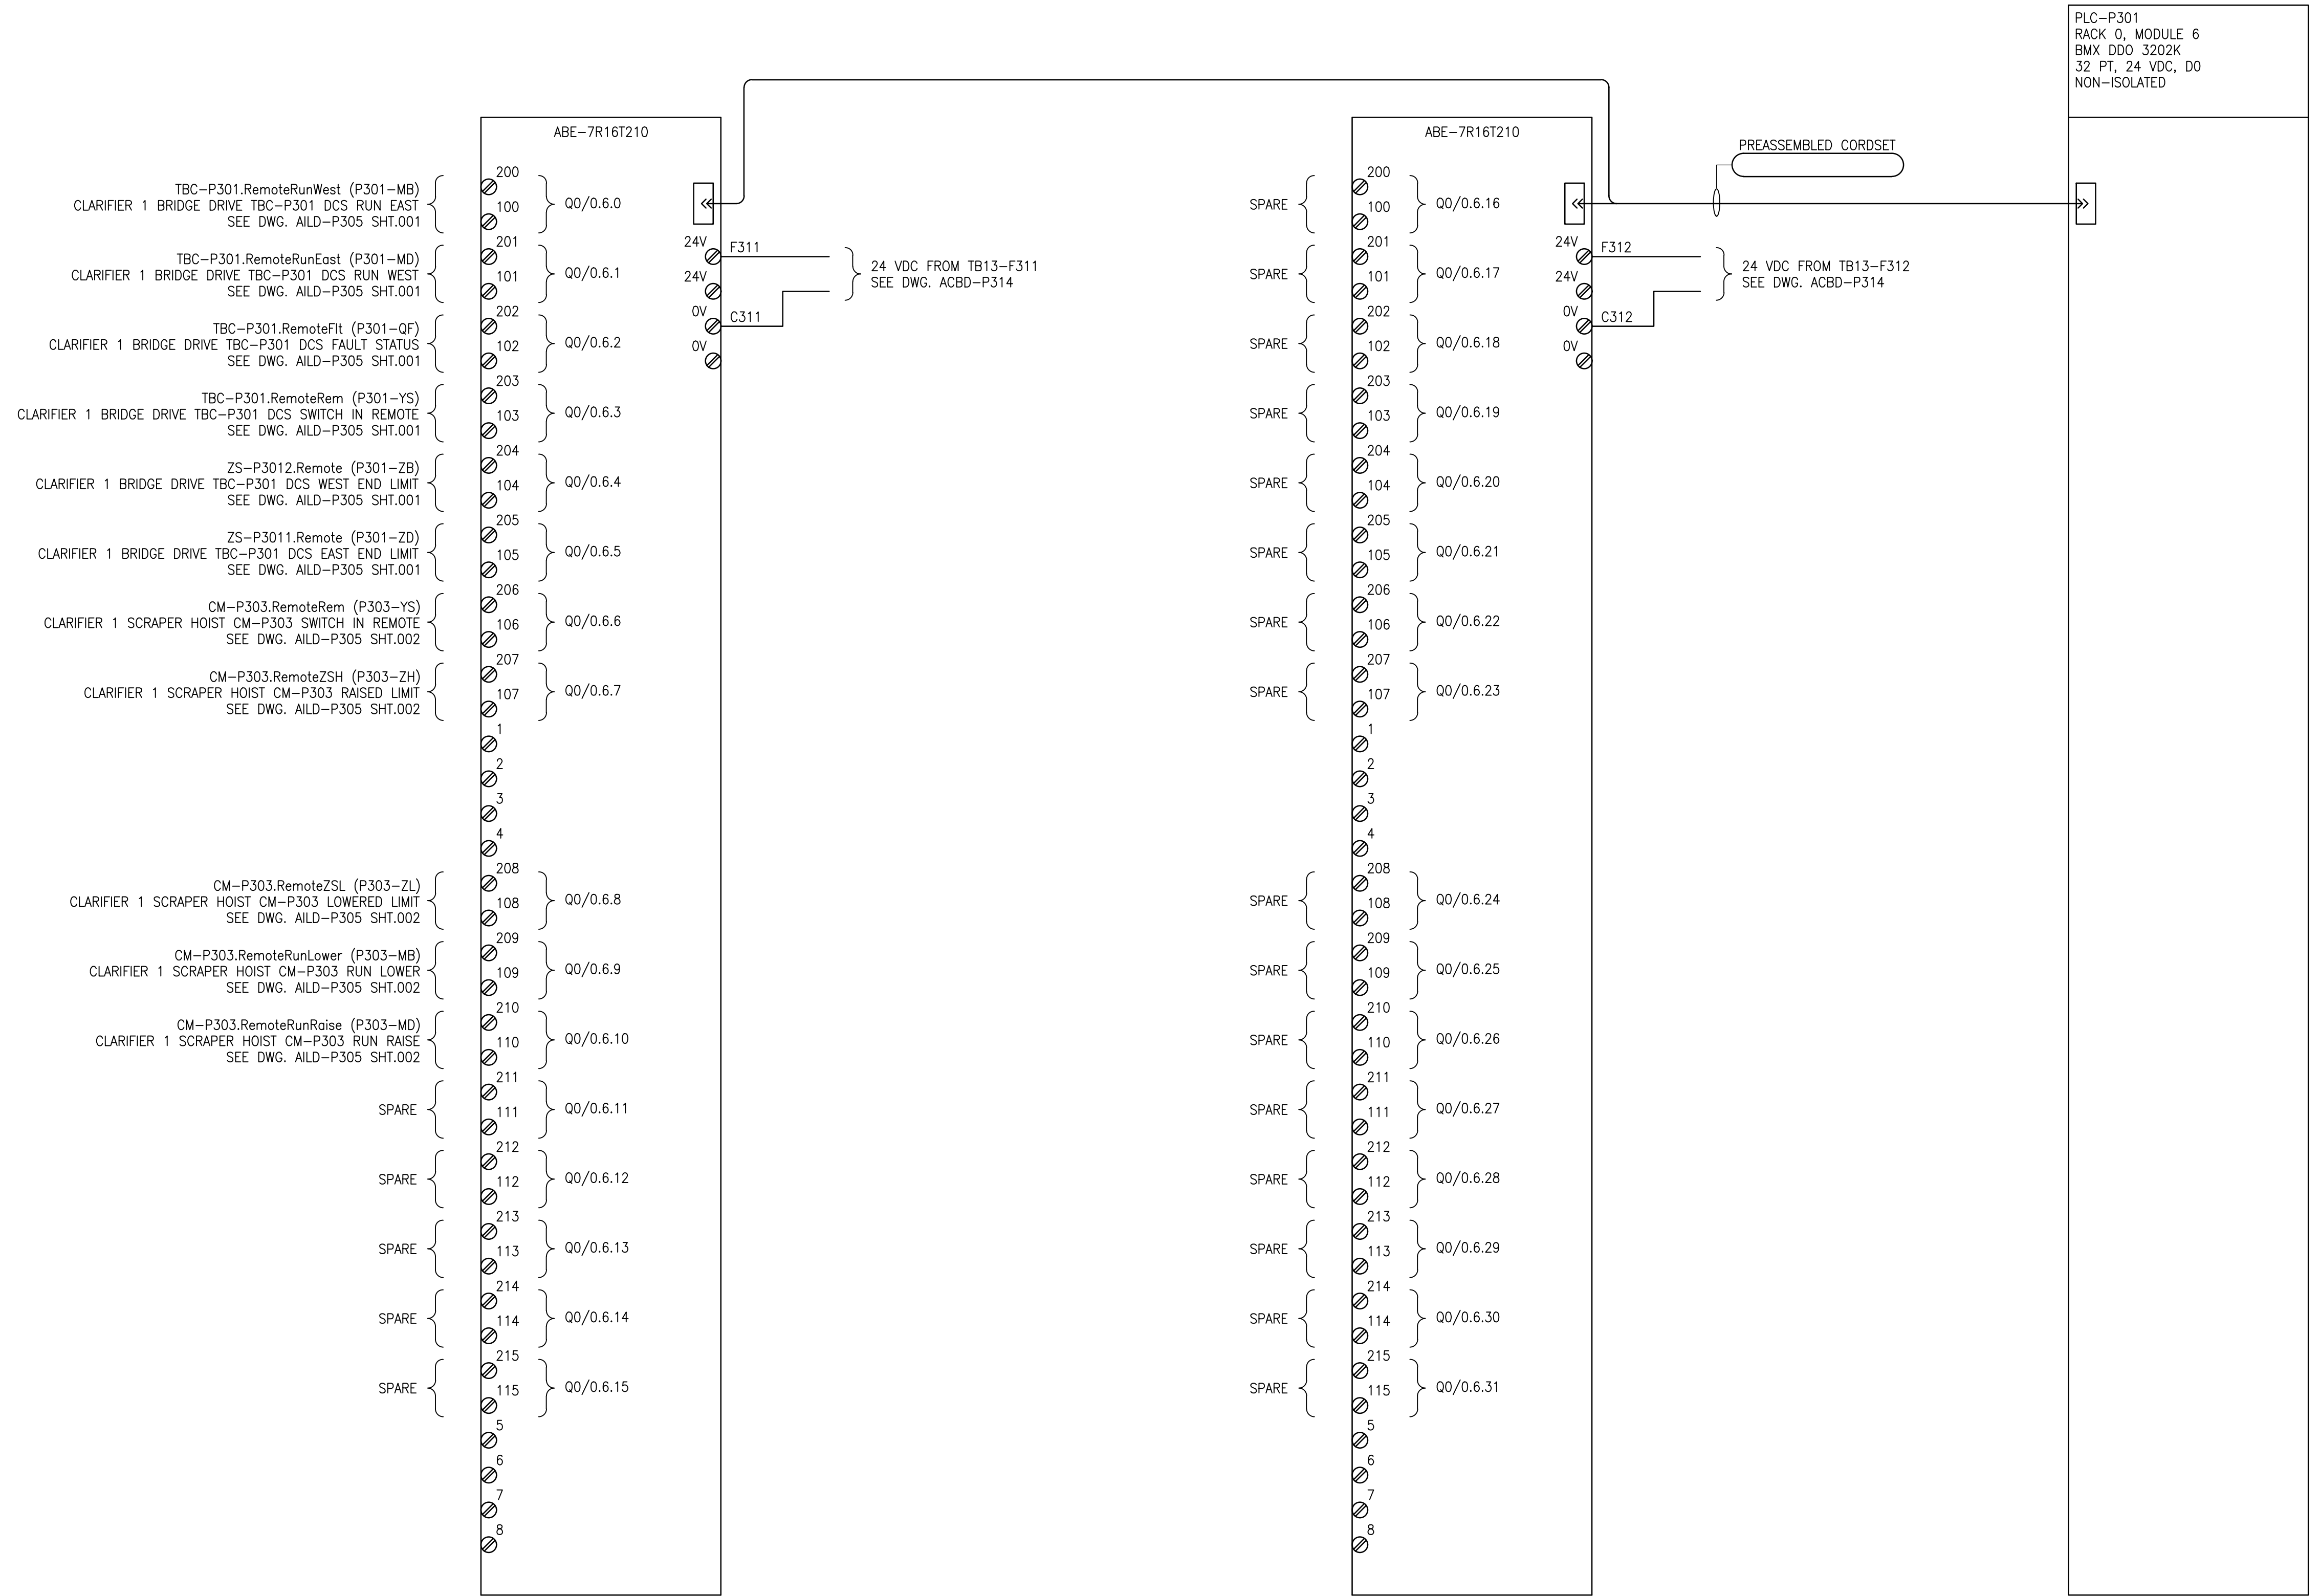 PLC-P301
RACK 0, MODULE 6
BMX DDO 3202K
32 PT, 24 VDC, DO
NON-ISOLATED
PREASSEMBLED CORDSET
ABE-7R16T210
TBC-P301.RemoteRunWest (P301-MB)
CLARIFIER 1 BRIDGE DRIVE TBC-P301 DCS RUN EAST
SEE DWG. AILD-P305 SHT.001
200
100
Q0/0.6.0
TBC-P301.RemoteRunEast (P301-MD)
CLARIFIER 1 BRIDGE DRIVE TBC-P301 DCS RUN WEST
SEE DWG. AILD-P305 SHT.001
201
101
Q0/0.6.1
TBC-P301.RemoteFlt (P301-QF)
CLARIFIER 1 BRIDGE DRIVE TBC-P301 DCS FAULT STATUS
SEE DWG. AILD-P305 SHT.001
202
102
Q0/0.6.2
TBC-P301.RemoteRem (P301-YS)
CLARIFIER 1 BRIDGE DRIVE TBC-P301 DCS SWITCH IN REMOTE
SEE DWG. AILD-P305 SHT.001
203
103
Q0/0.6.3
ZS-P3012.Remote (P301-ZB)
CLARIFIER 1 BRIDGE DRIVE TBC-P301 DCS WEST END LIMIT
SEE DWG. AILD-P305 SHT.001
204
104
Q0/0.6.4
ZS-P3011.Remote (P301-ZD)
CLARIFIER 1 BRIDGE DRIVE TBC-P301 DCS EAST END LIMIT
SEE DWG. AILD-P305 SHT.001
205
105
Q0/0.6.5
CM-P303.RemoteRem (P303-YS)
CLARIFIER 1 SCRAPER HOIST CM-P303 SWITCH IN REMOTE
SEE DWG. AILD-P305 SHT.002
206
106
Q0/0.6.6
CM-P303.RemoteZSH (P303-ZH)
CLARIFIER 1 SCRAPER HOIST CM-P303 RAISED LIMIT
SEE DWG. AILD-P305 SHT.002
207
107
Q0/0.6.7
1
2
3
4
CM-P303.RemoteZSL (P303-ZL)
CLARIFIER 1 SCRAPER HOIST CM-P303 LOWERED LIMIT
SEE DWG. AILD-P305 SHT.002
208
108
Q0/0.6.8
CM-P303.RemoteRunLower (P303-MB)
CLARIFIER 1 SCRAPER HOIST CM-P303 RUN LOWER
SEE DWG. AILD-P305 SHT.002
209
109
Q0/0.6.9
CM-P303.RemoteRunRaise (P303-MD)
CLARIFIER 1 SCRAPER HOIST CM-P303 RUN RAISE
SEE DWG. AILD-P305 SHT.002
210
110
Q0/0.6.10
SPARE
211
111
Q0/0.6.11
SPARE
212
112
Q0/0.6.12
SPARE
213
113
Q0/0.6.13
SPARE
214
114
Q0/0.6.14
SPARE
215
115
Q0/0.6.15
5
6
7
8
24V
F311
24V
0V
C311
0V
24 VDC FROM TB13-F311
SEE DWG. ACBD-P314
ABE-7R16T210
SPARE
200
100
Q0/0.6.16
SPARE
201
101
Q0/0.6.17
SPARE
202
102
Q0/0.6.18
SPARE
203
103
Q0/0.6.19
SPARE
204
104
Q0/0.6.20
SPARE
205
105
Q0/0.6.21
SPARE
206
106
Q0/0.6.22
SPARE
207
107
Q0/0.6.23
1
2
3
4
SPARE
208
108
Q0/0.6.24
SPARE
209
109
Q0/0.6.25
SPARE
210
110
Q0/0.6.26
SPARE
211
111
Q0/0.6.27
SPARE
212
112
Q0/0.6.28
SPARE
213
113
Q0/0.6.29
SPARE
214
114
Q0/0.6.30
SPARE
215
115
Q0/0.6.31
5
6
7
8
24V
F312
24V
0V
C312
0V
24 VDC FROM TB13-F312
SEE DWG. ACBD-P314